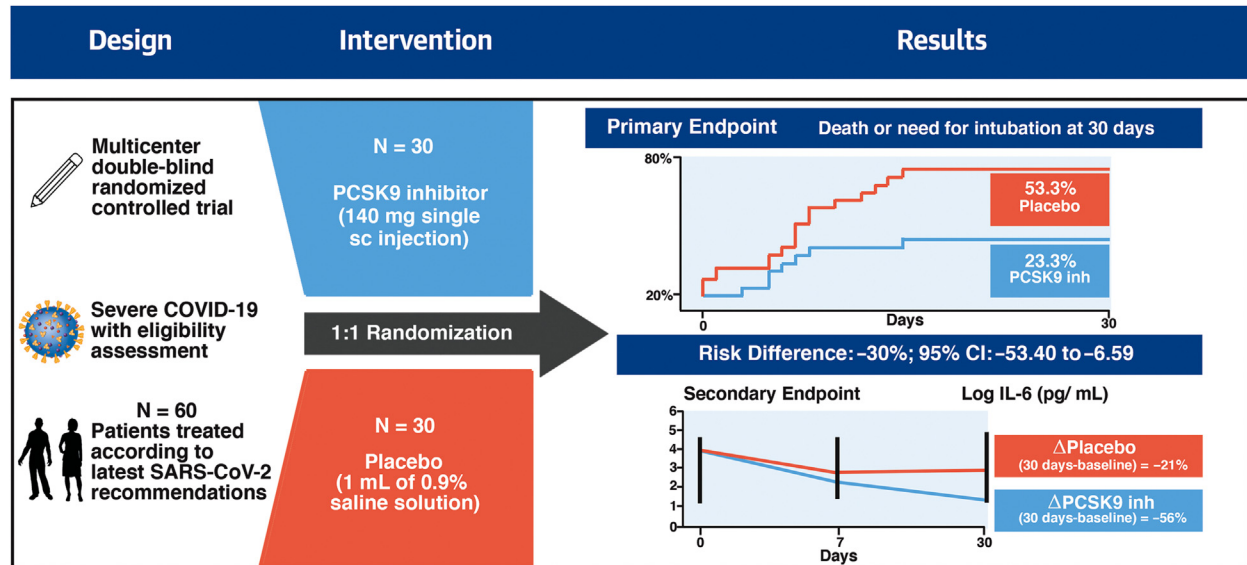 Design
Intervention
Results
Multicenter
double-blind
randomized
controlled trial
Severe COVID-19
with eligibility
assessment
N = 60
Patients treated
according to
latest SARS-CoV-2
recommendations
N = 30
PCSK9 inhibitor
(140 mg single
sc injection)
1:1 Randomization
N = 30
Placebo
(1 mL of 0.9%
saline solution)
Primary Endpoint
Death or need for intubation at 30 days
80%
20%
53.3%
Placebo
23.3%
PCSK9 inh
0
Days
30
Risk Difference: –30%; 95% CI: –53.40 to –6.59
Secondary Endpoint
Log IL-6 (pg/ mL)
6
5
4
3
2
1
0
0
7
30
Days
ΔPlacebo
(30 days-baseline) = –21%
ΔPCSK9 inh
(30 days-baseline) = –56%